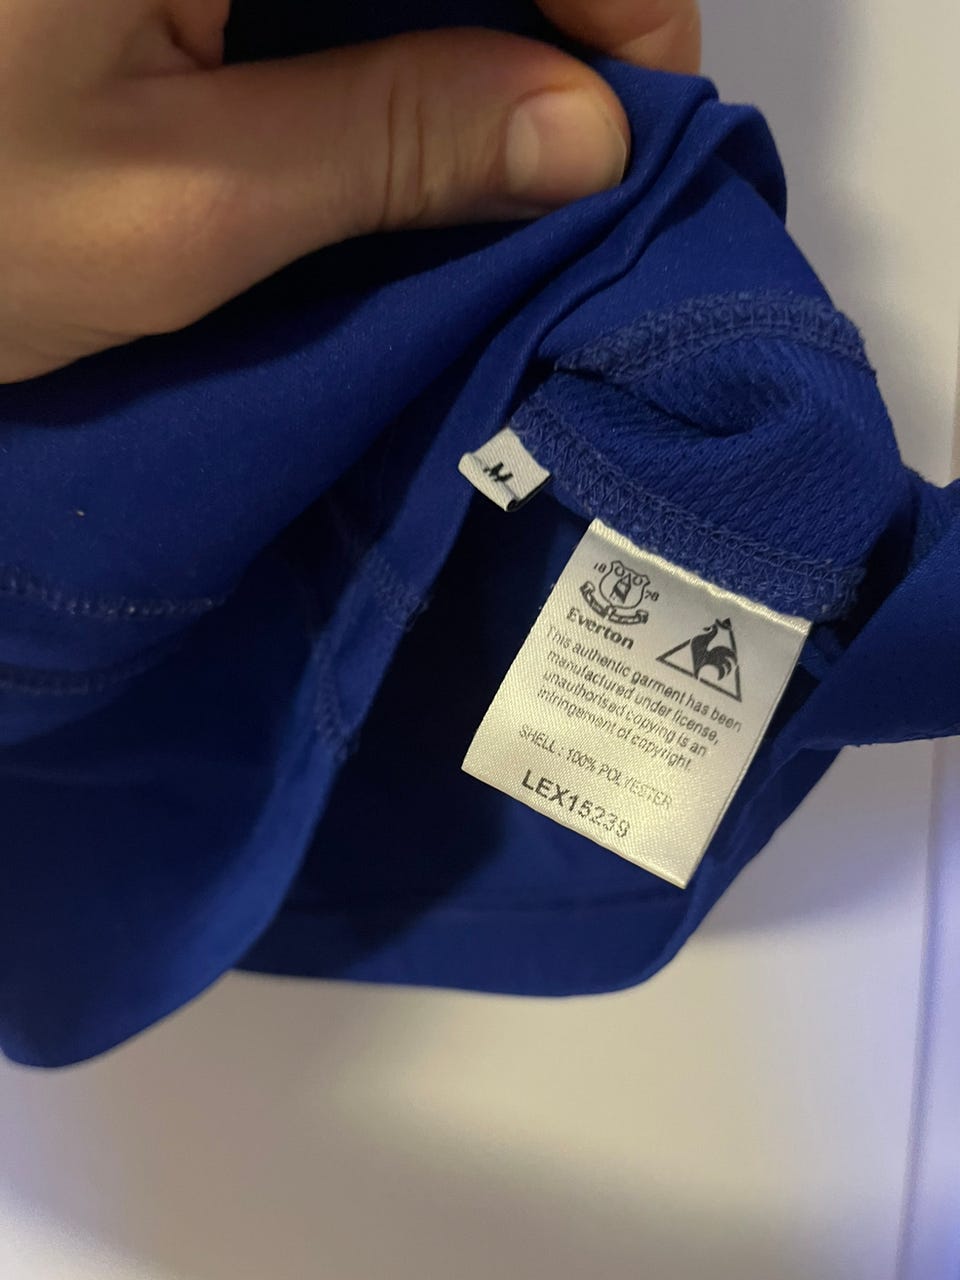 M
18 78
Everton
This authentic garment has been
manufactured under license,
unauthorised copying is an
infringement of copyright.
SHELL : 100% POLYESTER
LEX15239